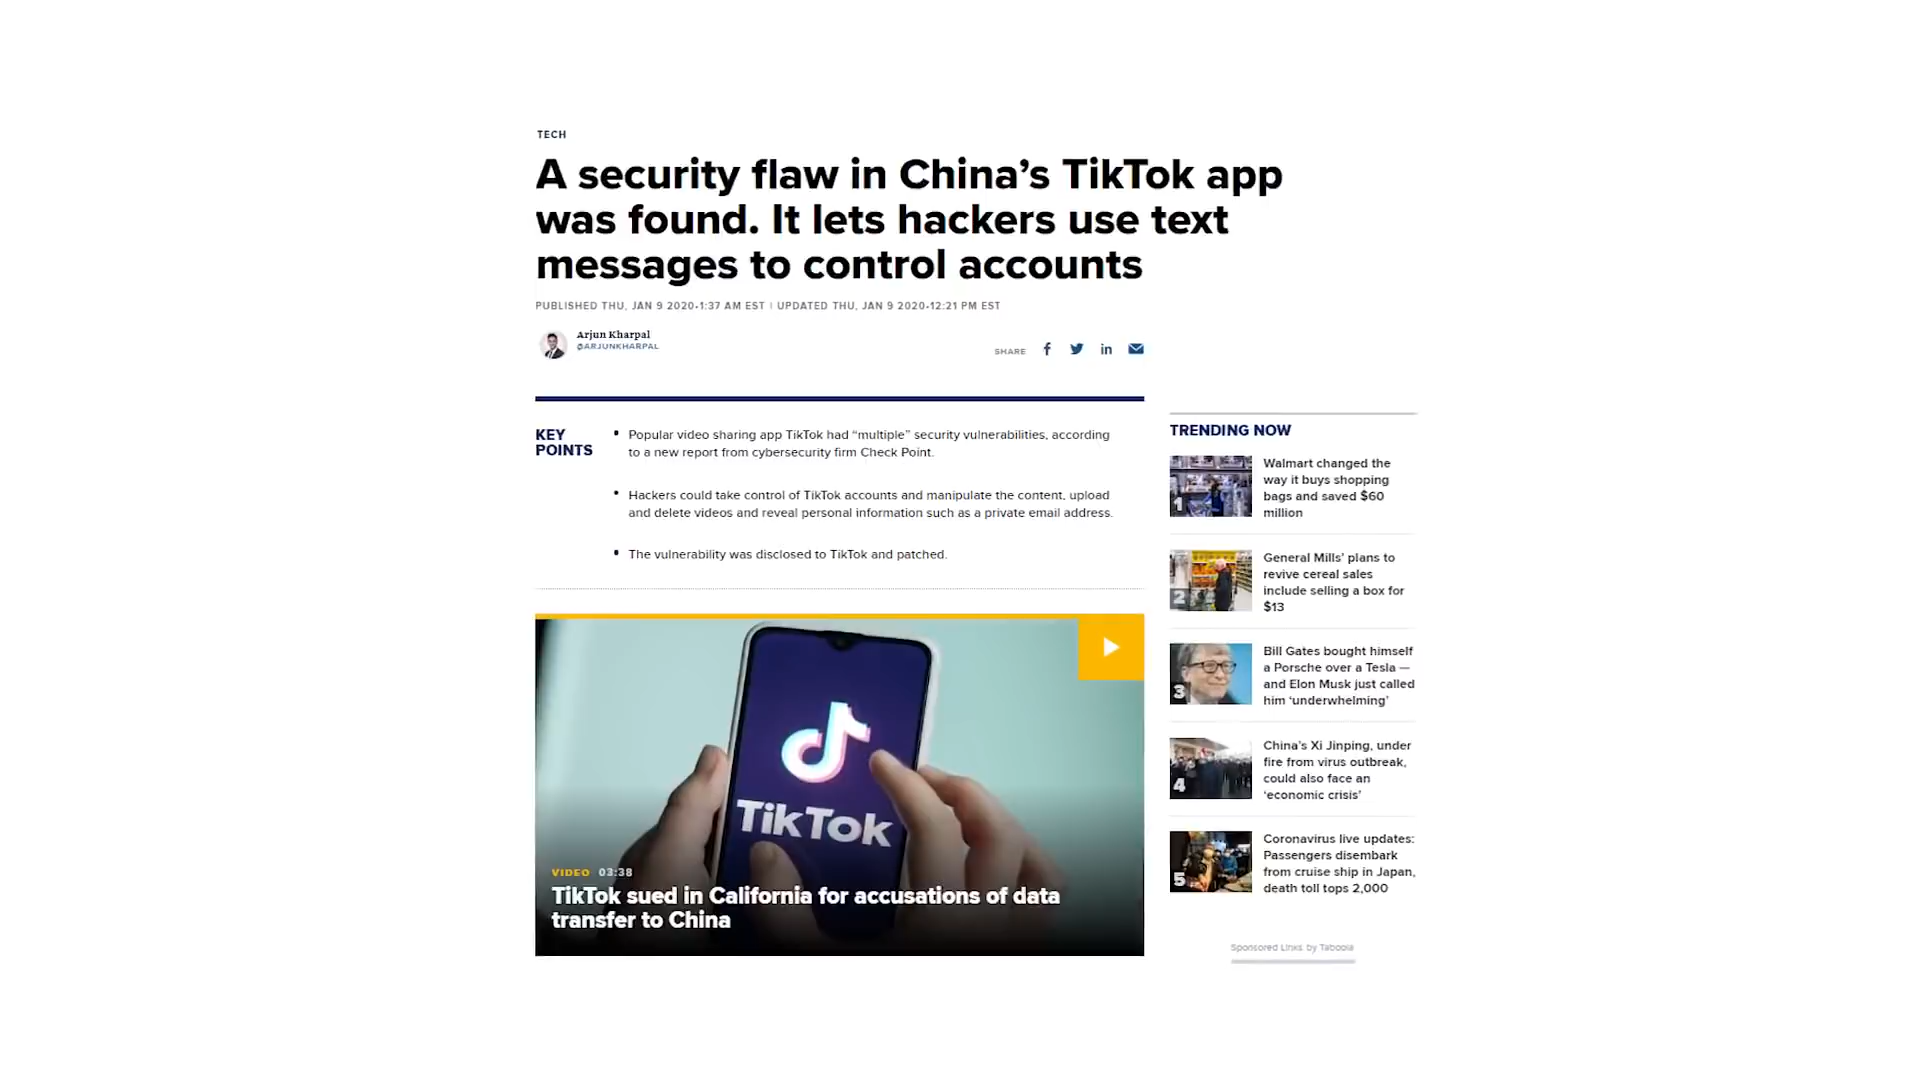 TECH
A security flaw in China’s TikTok app
was found. It lets hackers use text
messages to control accounts
PUBLISHED THU, JAN 9 2020•1:37 AM EST | UPDATED THU, JAN 9 2020•12:21 PM EST
Arjun Kharpal
@ARJUNKHARPAL
SHARE
KEY
POINTS
• Popular video sharing app TikTok had “multiple” security vulnerabilities, according
to a new report from cybersecurity firm Check Point.
• Hackers could take control of TikTok accounts and manipulate the content, upload
and delete videos and reveal personal information such as a private email address.
• The vulnerability was disclosed to TikTok and patched.
TikTok
VIDEO 03:38
TikTok sued in California for accusations of data
transfer to China
TRENDING NOW
1
Walmart changed the
way it buys shopping
bags and saved $60
million
2
General Mills’ plans to
revive cereal sales
include selling a box for
$13
3
Bill Gates bought himself
a Porsche over a Tesla —
and Elon Musk just called
him ‘underwhelming’
4
China’s Xi Jinping, under
fire from virus outbreak,
could also face an
‘economic crisis’
5
Coronavirus live updates:
Passengers disembark
from cruise ship in Japan,
death toll tops 2,000
Sponsored Links by Taboola